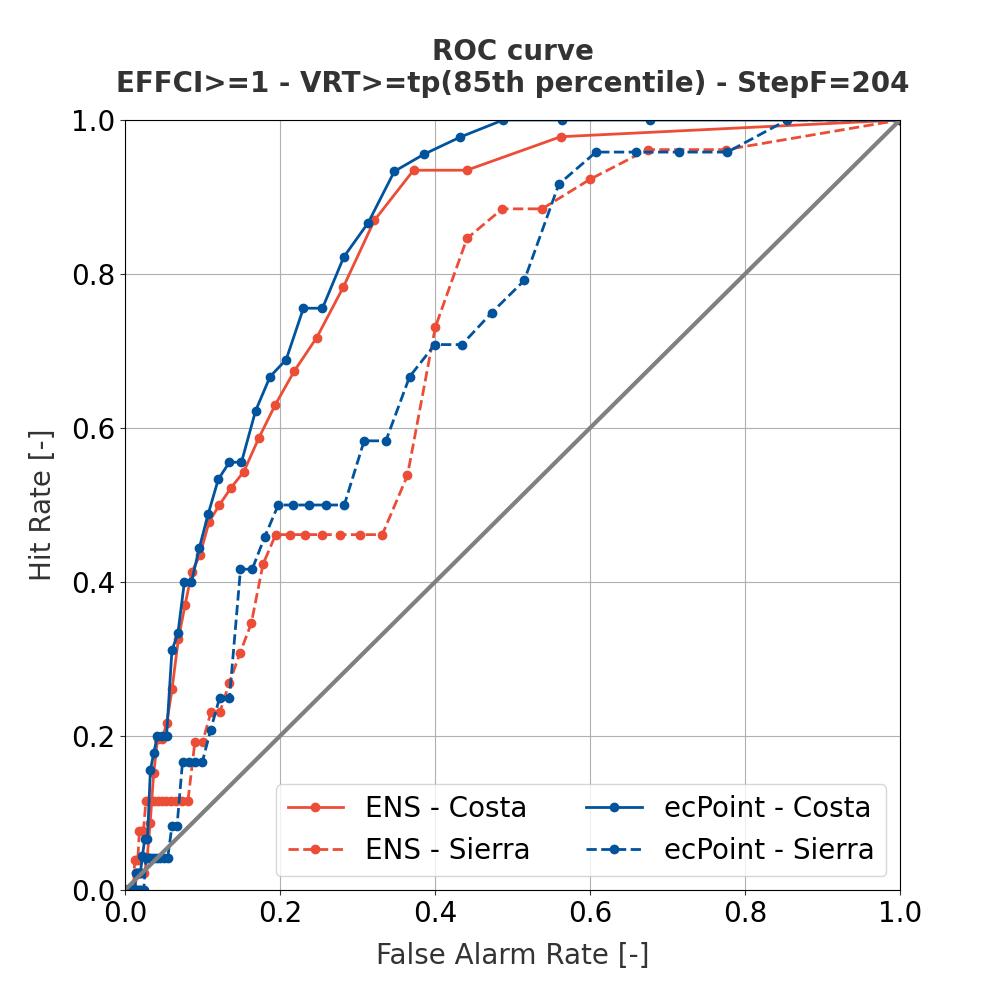 ROC curve
EFFCI>=1 - VRT>=tp(85th percentile) - StepF=204
1.0
0.8
0.6
0.4
0.2
0.0
Hit Rate [-]
ENS - Costa
ENS - Sierra
ecPoint - Costa
ecPoint - Sierra
0.0 0.2 0.4 0.6 0.8 1.0
False Alarm Rate [-]